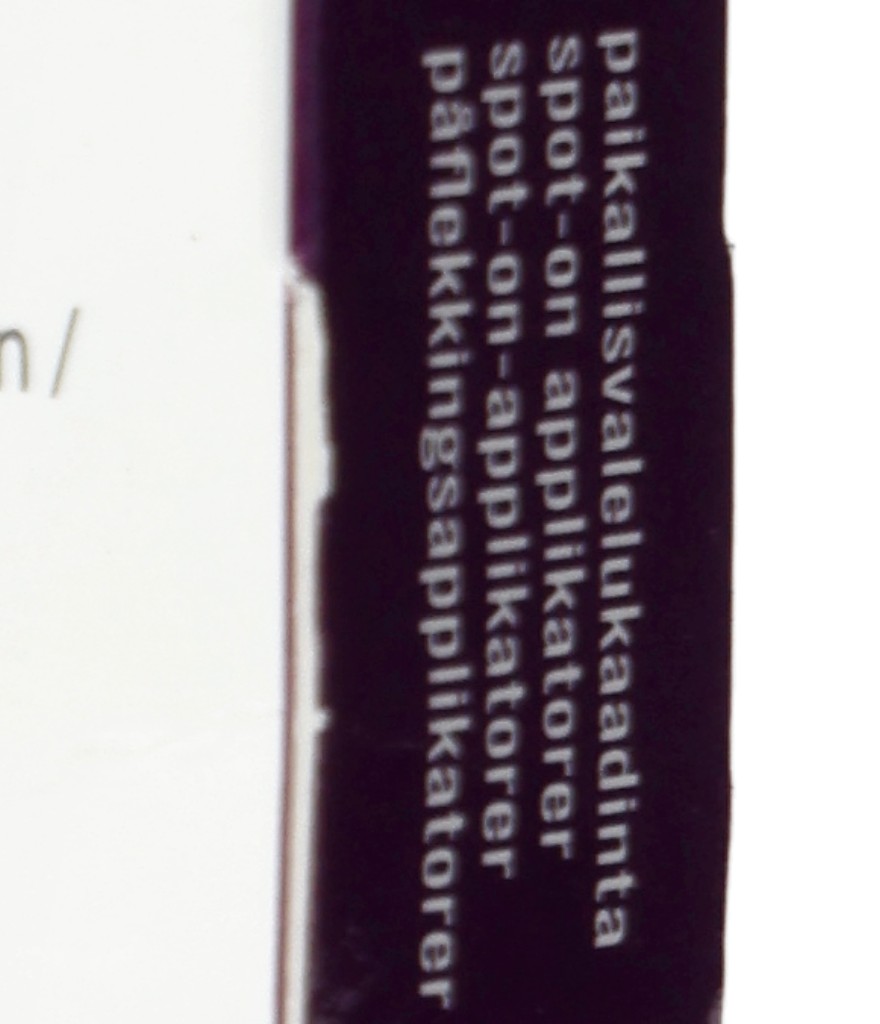 paikallisvalelukaadinta
spot-on applikatorer
spot-on-applikatorer
påflekkingsapplikatorer
/